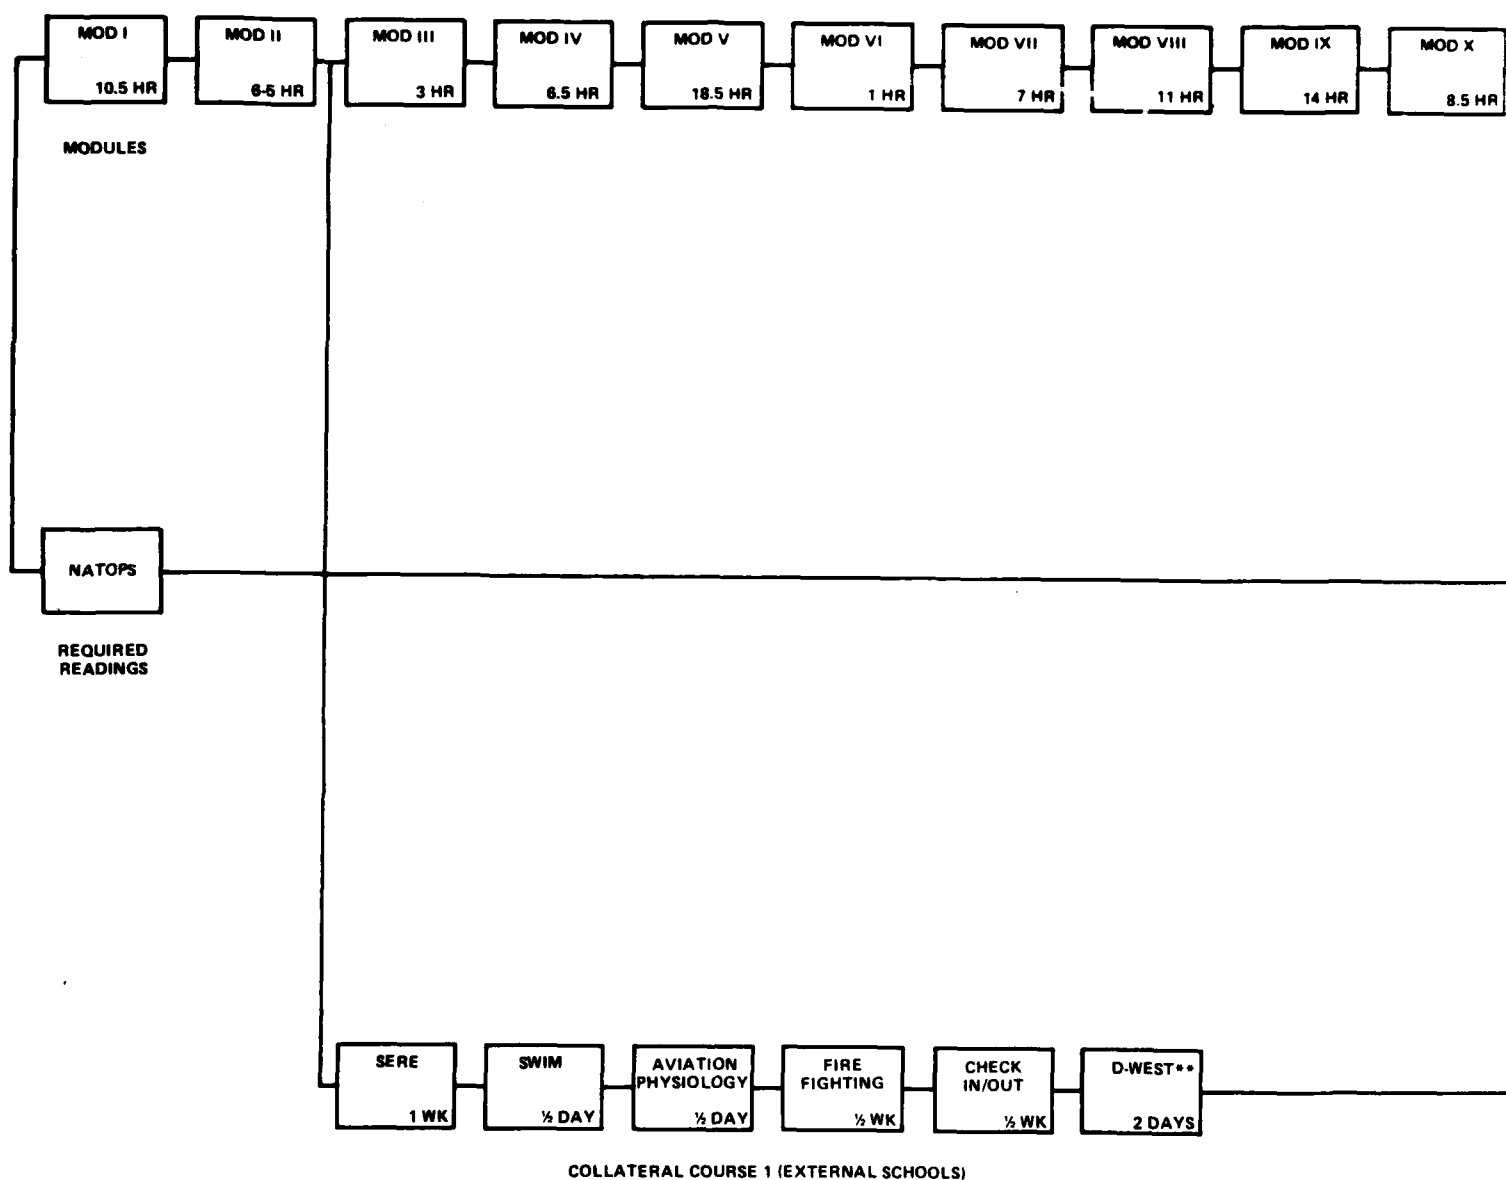 MOD I
10.5 HR
MOD II
6-5 HR
MOD III
3 HR
MOD IV
6.5 HR
MOD V
18.5 HR
MOD VI
1 HR
MOD VII
7 HR
MOD VIII
11 HR
MOD IX
14 HR
MOD X
8.5 HR
MODULES
NATOPS
REQUIRED
READINGS
SERE
1 WK
SWIM
½ DAY
AVIATION
PHYSIOLOGY
½ DAY
FIRE
FIGHTING
½ WK
CHECK
IN/OUT
½ WK
D-WEST**
2 DAYS
COLLATERAL COURSE 1 (EXTERNAL SCHOOLS)